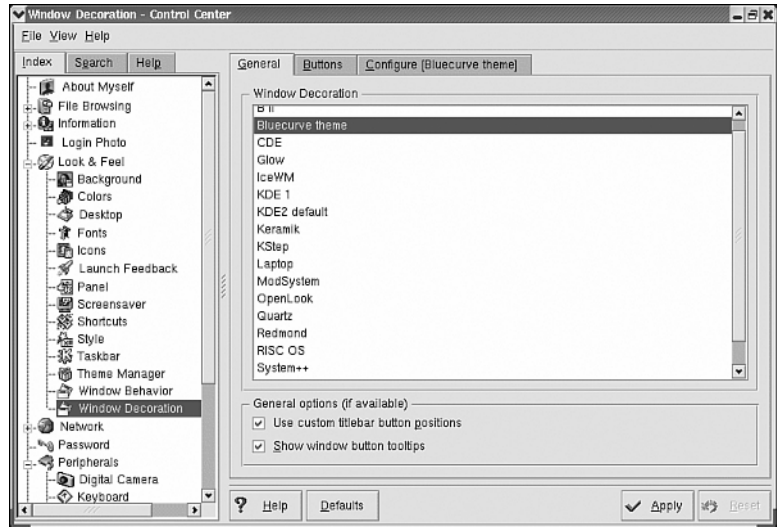 Window Decoration - Control Center
File View Help
Index Search Help
About Myself
File Browsing
Information
Login Photo
Look & Feel
Background
Colors
Desktop
Fonts
Icons
Launch Feedback
Panel
Screensaver
Shortcuts
Style
Taskbar
Theme Manager
Window Behavior
Window Decoration
Network
Password
Peripherals
Digital Camera
Keyboard
General Buttons Configure [Bluecurve theme]
Window Decoration
B II
Bluecurve theme
CDE
Glow
IceWM
KDE 1
KDE2 default
Keramik
KStep
Laptop
ModSystem
OpenLook
Quartz
Redmond
RISC OS
System++
General options (if available)
Use custom titlebar button positions
Show window button tooltips
? Help Defaults Apply Reset